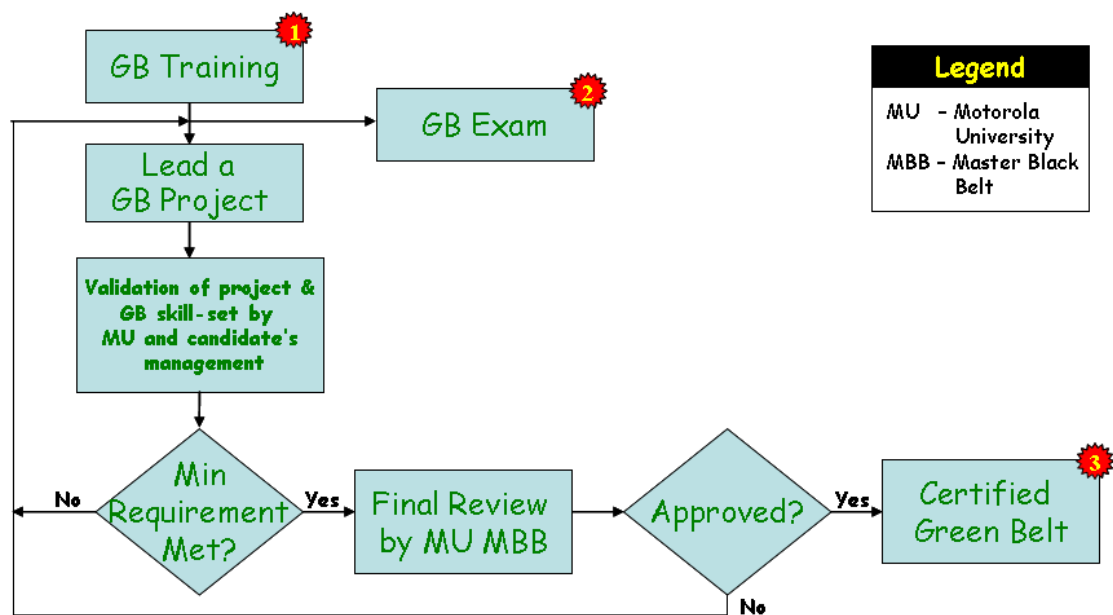 1
GB Training
2
GB Exam
Legend
MU - Motorola
University
MBB - Master Black
Belt
Lead a
GB Project
Validation of project &
GB skill-set by
MU and candidate's
management
Min
Requirement
Met?
No
Yes
Final Review
by MU MBB
Approved?
Yes
No
3
Certified
Green Belt